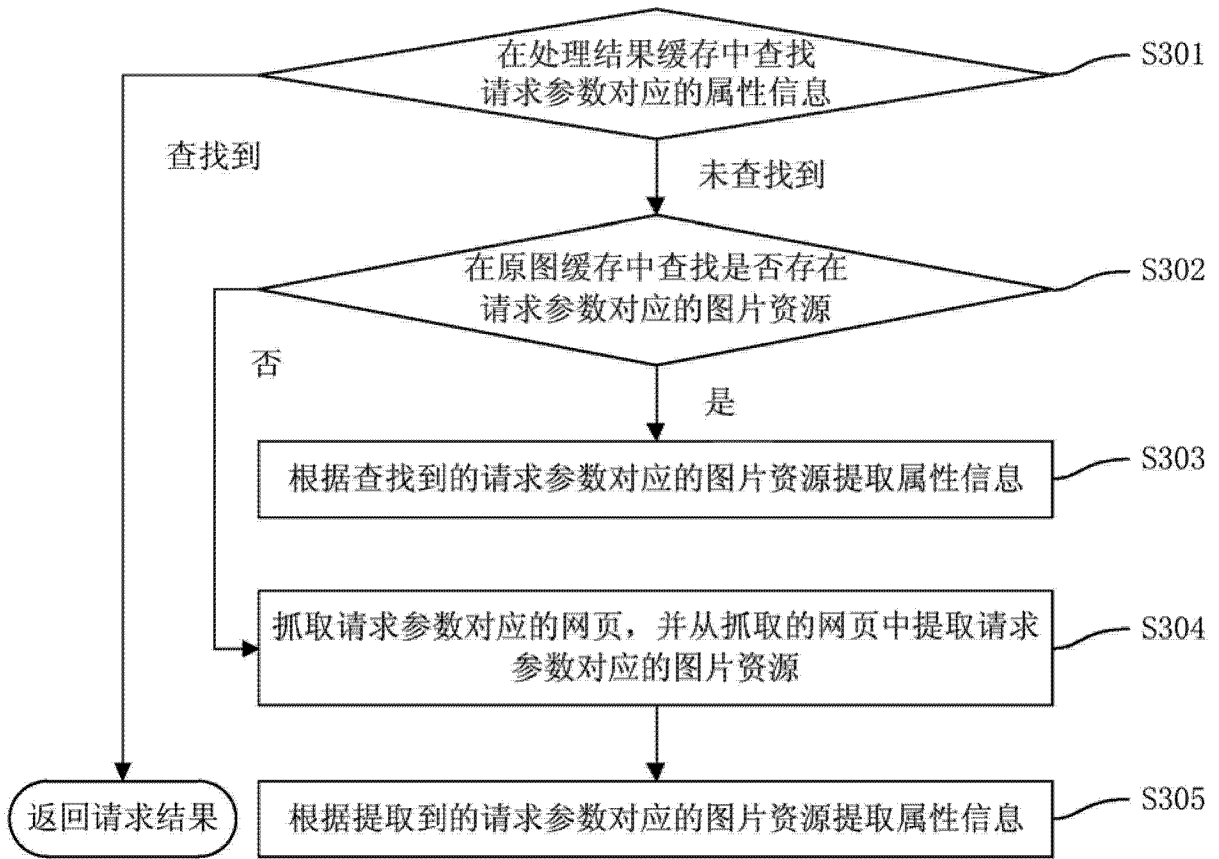 在处理结果缓存中查找
请求参数对应的属性信息
S301
查找到
未查找到
在原图缓存中查找是否存在
请求参数对应的图片资源
S302
否
是
根据查找到的请求参数对应的图片资源提取属性信息
S303
抓取请求参数对应的网页，并从抓取的网页中提取请求
参数对应的图片资源
S304
返回请求结果
根据提取到的请求参数对应的图片资源提取属性信息
S305